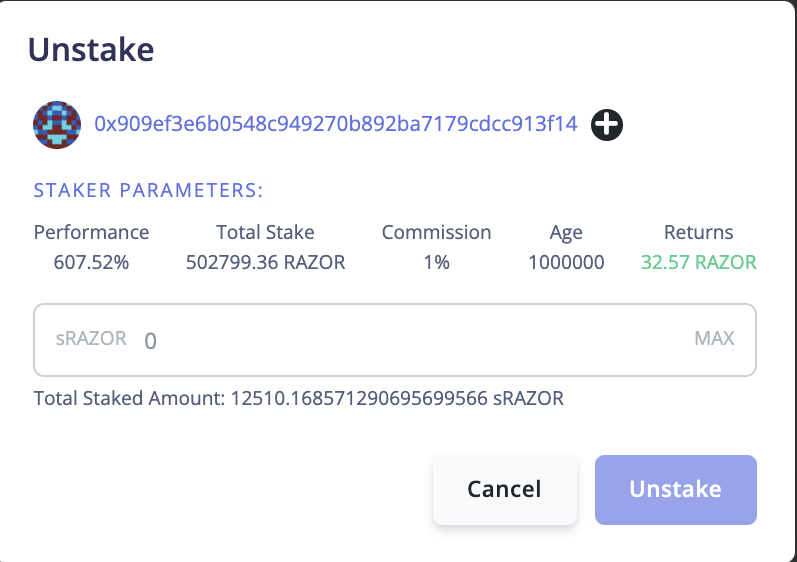 Unstake
0x909ef3e6b0548c949270b892ba7179cdcc913f14
STAKER PARAMETERS:
Performance Total Stake Commission Age Returns
607.52% 502799.36 RAZOR 1% 1000000 32.57 RAZOR
sRAZOR 0 MAX
Total Staked Amount: 12510.168571290695699566 sRAZOR
Cancel Unstake